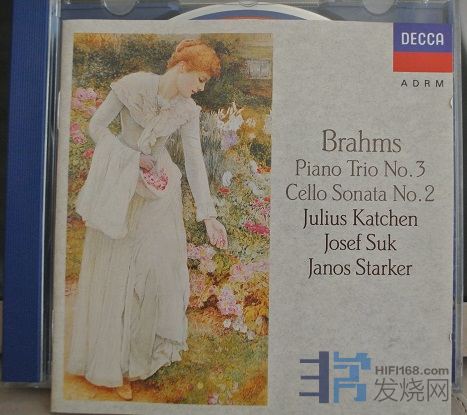 DECCA
ADRM
Brahms
Piano Trio No.3
Cello Sonata No.2
Julius Katchen
Josef Suk
Janos Starker
HIFI168.com
发烧网